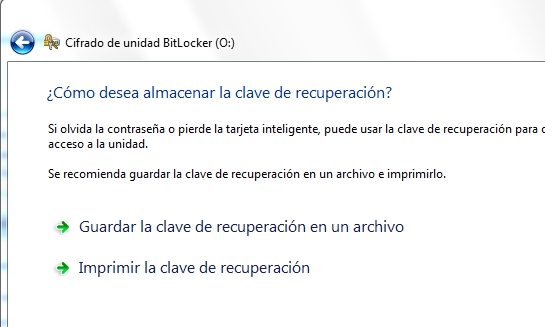 Cifrado de unidad BitLocker (O:)
¿Cómo desea almacenar la clave de recuperación?
Si olvida la contraseña o pierde la tarjeta inteligente, puede usar la clave de recuperación para
acceso a la unidad.
Se recomienda guardar la clave de recuperación en un archivo e imprimirlo.
Guardar la clave de recuperación en un archivo
Imprimir la clave de recuperación